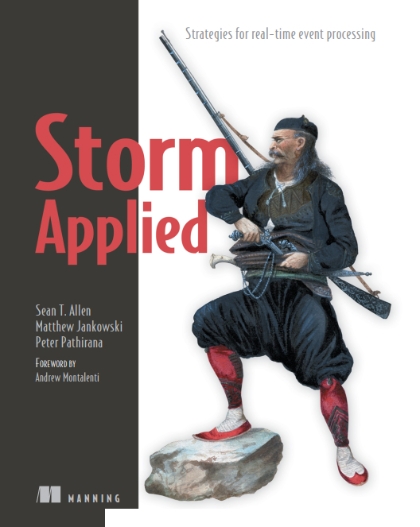 Strategies for real-time event processing
Storm
Applied
Sean T. Allen
Matthew Jankowski
Peter Pathirana
FOREWORD BY
Andrew Montalenti
MANNING